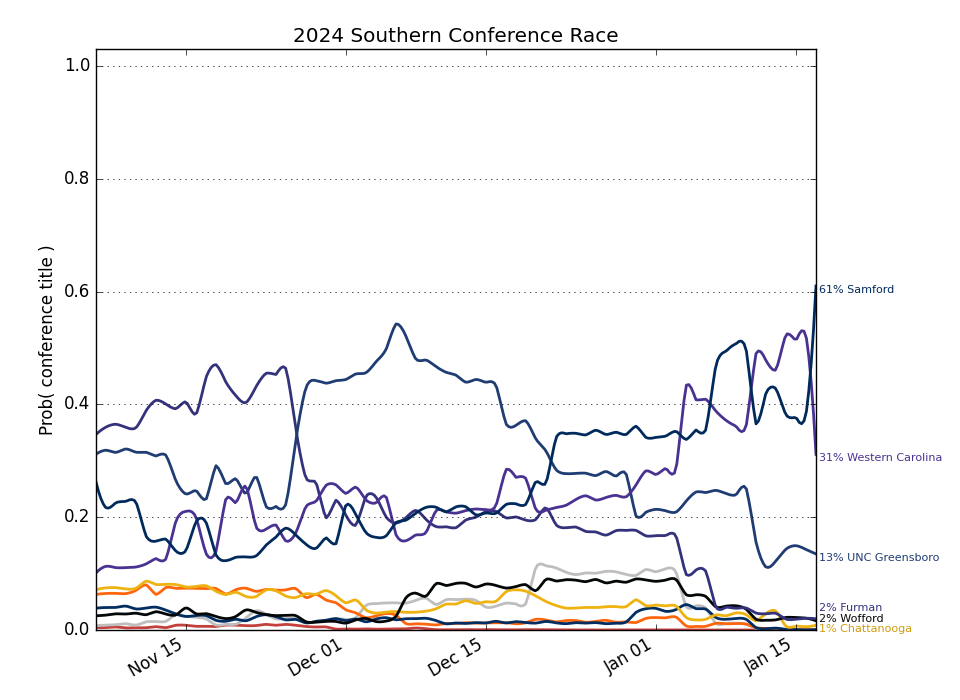 2024 Southern Conference Race
Prob( conference title )
1.0
0.8
0.6
0.4
0.2
0.0
61% Samford
31% Western Carolina
13% UNC Greensboro
2% Furman
2% Wofford
1% Chattanooga
Nov 15
Dec 01
Dec 15
Jan 01
Jan 15